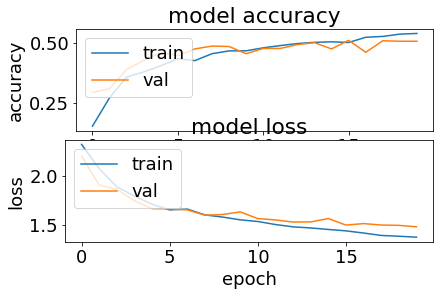 model accuracy
0.50
0.25
accuracy
train
val
model loss
2.0
1.5
loss
train
val
0
5
10
15
epoch